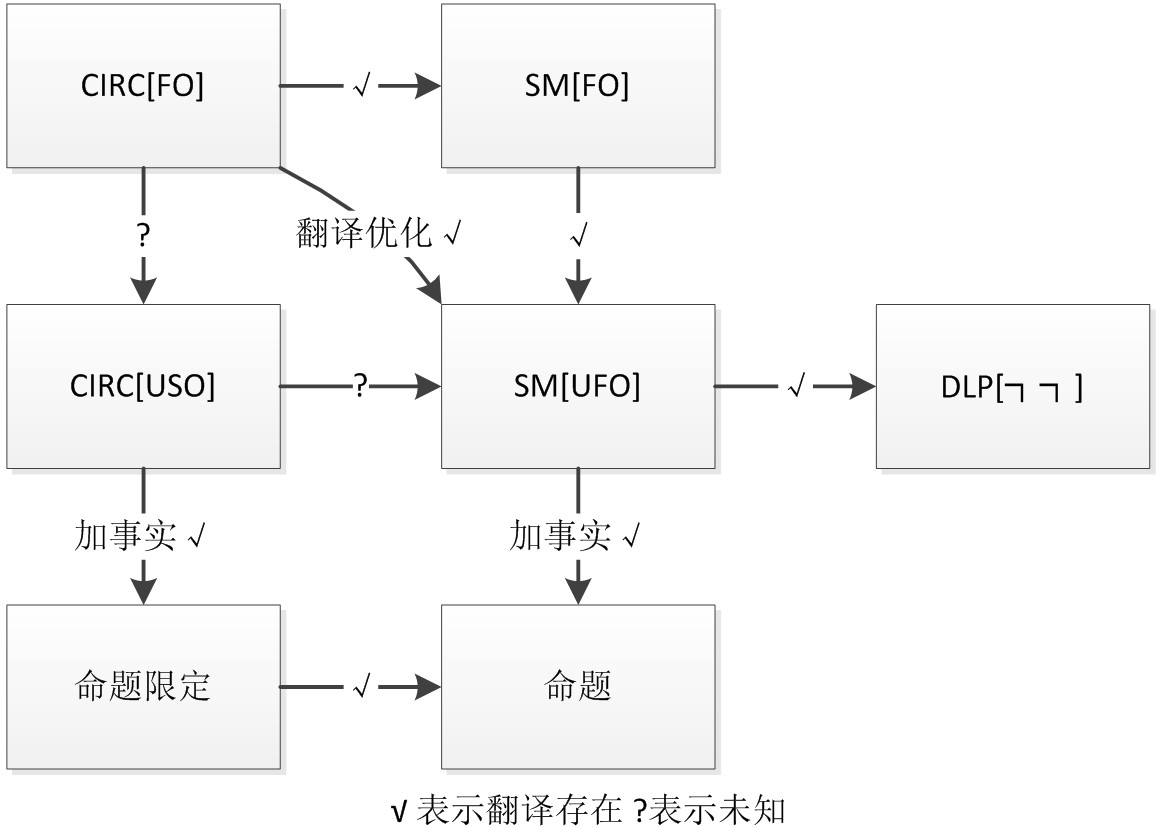 CIRC[FO] √ SM[FO]
? 翻译优化 √ √
CIRC[USO] ? SM[UFO] √ DLP[¬ ¬ ]
加事实 √ 加事实 √
命题限定 √ 命题
√ 表示翻译存在 ?表示未知